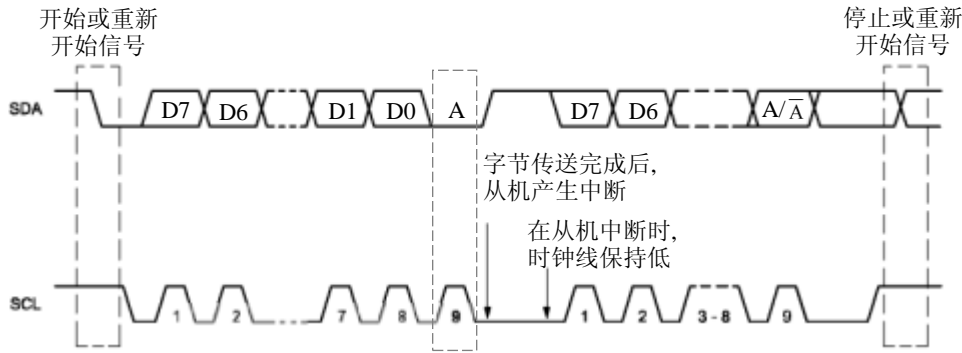 开始或重新
开始信号
停止或重新
开始信号
SDA
D7 D6 D1 D0 A D7 D6 A/A̅
字节传送完成后,
从机产生中断
在从机中断时,
时钟线保持低
SCL
1 2 7 8 9 1 2 3-8 9